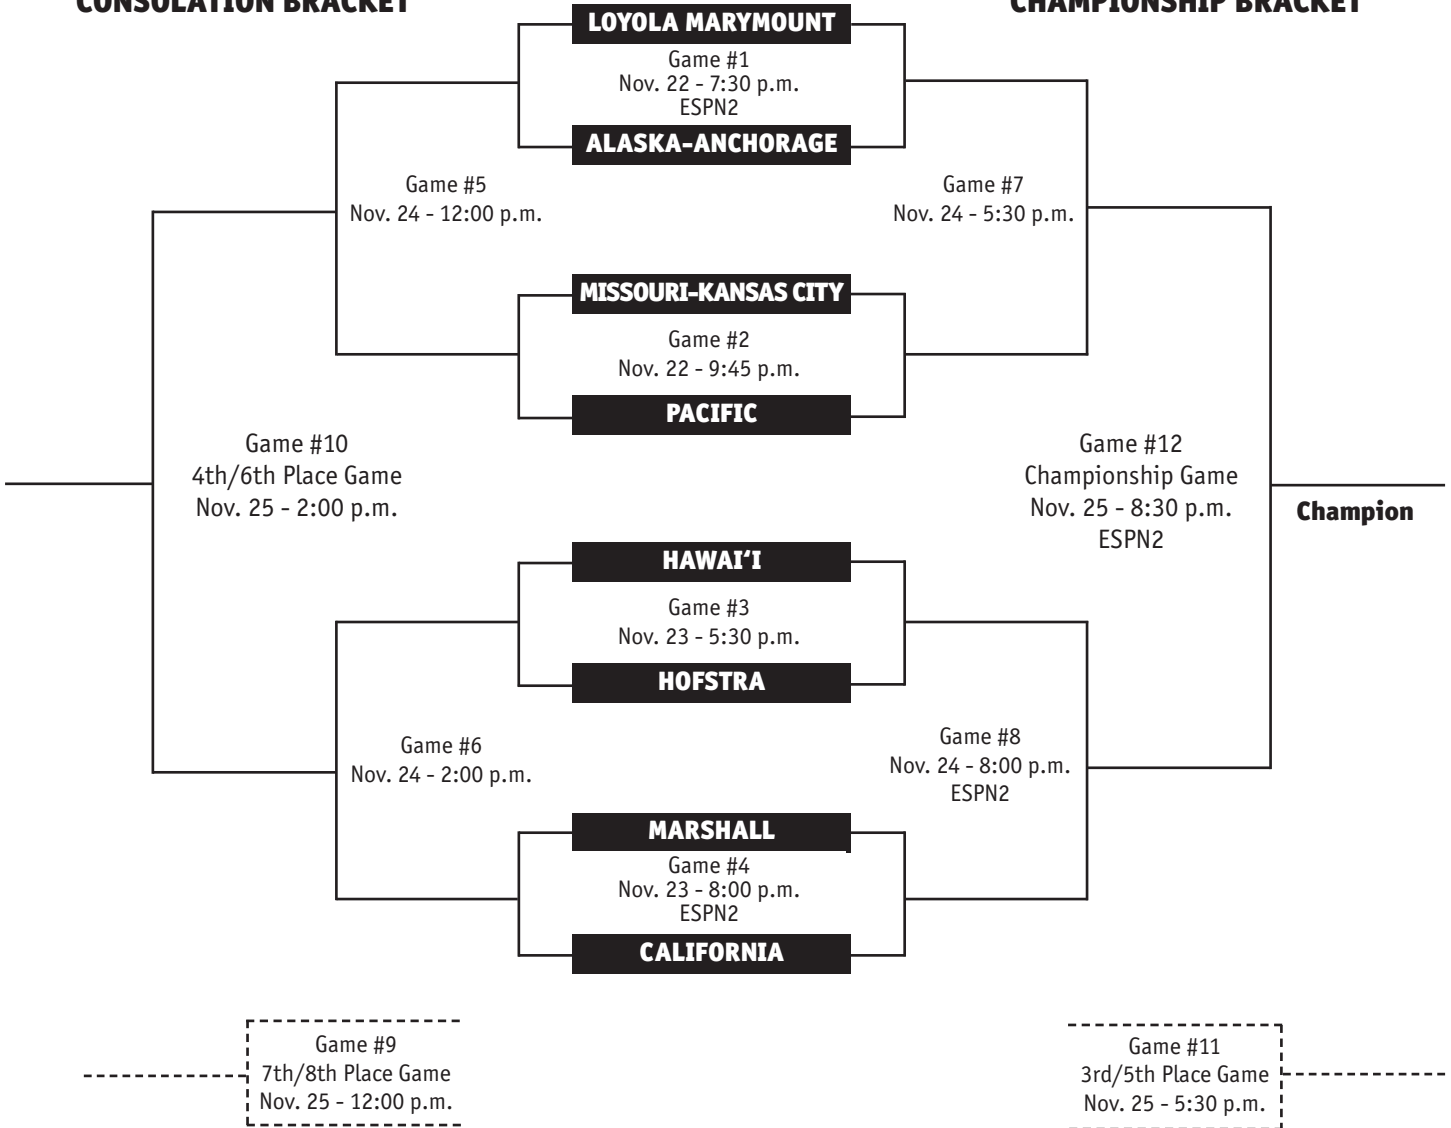 CONSOLATION BRACKET
CHAMPIONSHIP BRACKET
LOYOLA MARYMOUNT
Game #1
Nov. 22 - 7:30 p.m.
ESPN2
ALASKA-ANCHORAGE
Game #5
Nov. 24 - 12:00 p.m.
Game #7
Nov. 24 - 5:30 p.m.
MISSOURI-KANSAS CITY
Game #2
Nov. 22 - 9:45 p.m.
PACIFIC
Game #10
4th/6th Place Game
Nov. 25 - 2:00 p.m.
Game #12
Championship Game
Nov. 25 - 8:30 p.m.
ESPN2
Champion
HAWAI‘I
Game #3
Nov. 23 - 5:30 p.m.
HOFSTRA
Game #6
Nov. 24 - 2:00 p.m.
Game #8
Nov. 24 - 8:00 p.m.
ESPN2
MARSHALL
Game #4
Nov. 23 - 8:00 p.m.
ESPN2
CALIFORNIA
Game #9
7th/8th Place Game
Nov. 25 - 12:00 p.m.
Game #11
3rd/5th Place Game
Nov. 25 - 5:30 p.m.